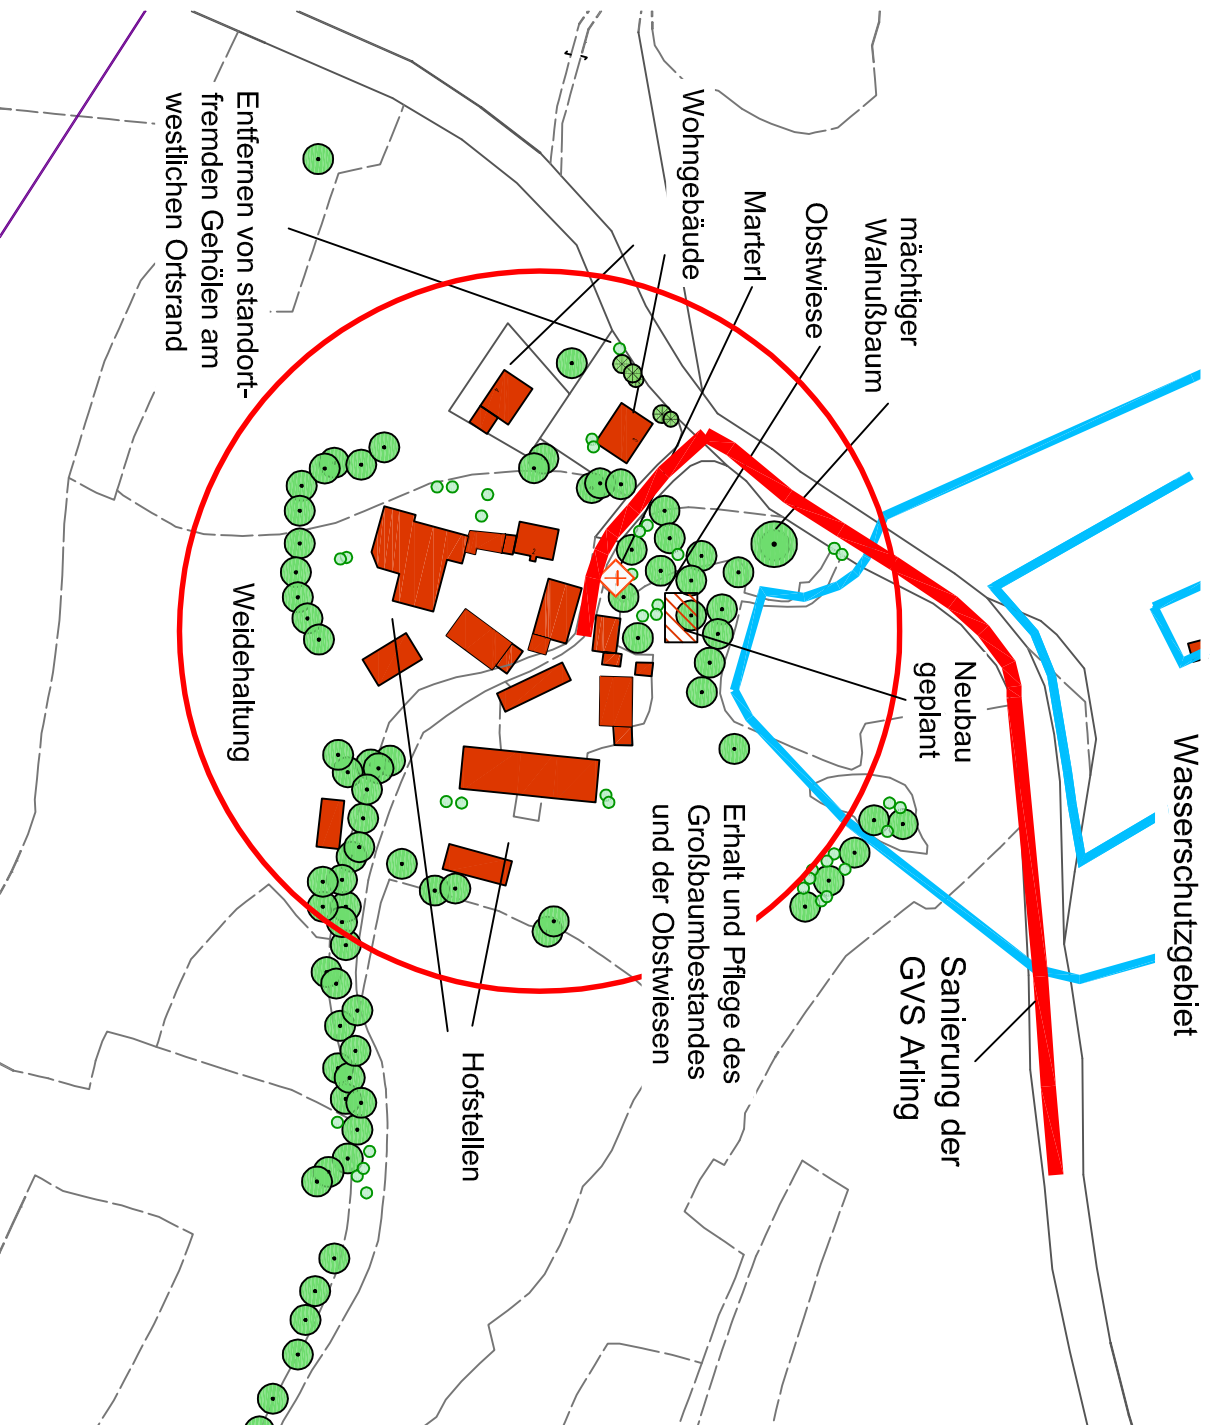 Wasserschutzgebiet
mächtiger
Walnußbaum
Obstwiese
Marterl
Wohngebäude
Entfernen von standort-
fremden Gehölen am
westlichen Ortsrand
Neubau
geplant
Sanierung der
GVS Arling
Erhalt und Pflege des
Großbaumbestandes
und der Obstwiesen
Hofstellen
Weidehaltung